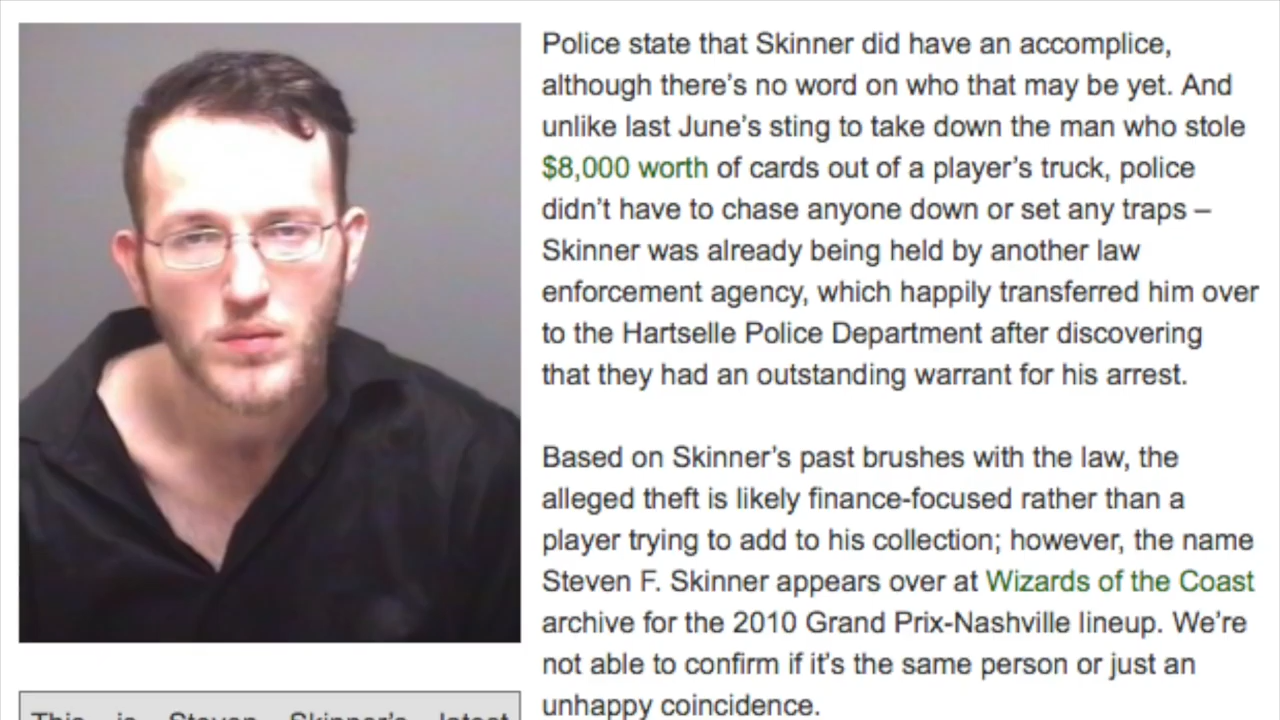 Police state that Skinner did have an accomplice,
although there’s no word on who that may be yet. And
unlike last June’s sting to take down the man who stole
$8,000 worth of cards out of a player’s truck, police
didn’t have to chase anyone down or set any traps –
Skinner was already being held by another law
enforcement agency, which happily transferred him over
to the Hartselle Police Department after discovering
that they had an outstanding warrant for his arrest.
Based on Skinner’s past brushes with the law, the
alleged theft is likely finance-focused rather than a
player trying to add to his collection; however, the name
Steven F. Skinner appears over at Wizards of the Coast
archive for the 2010 Grand Prix-Nashville lineup. We’re
not able to confirm if it’s the same person or just an
unhappy coincidence.
This is Steven Skinner’s latest